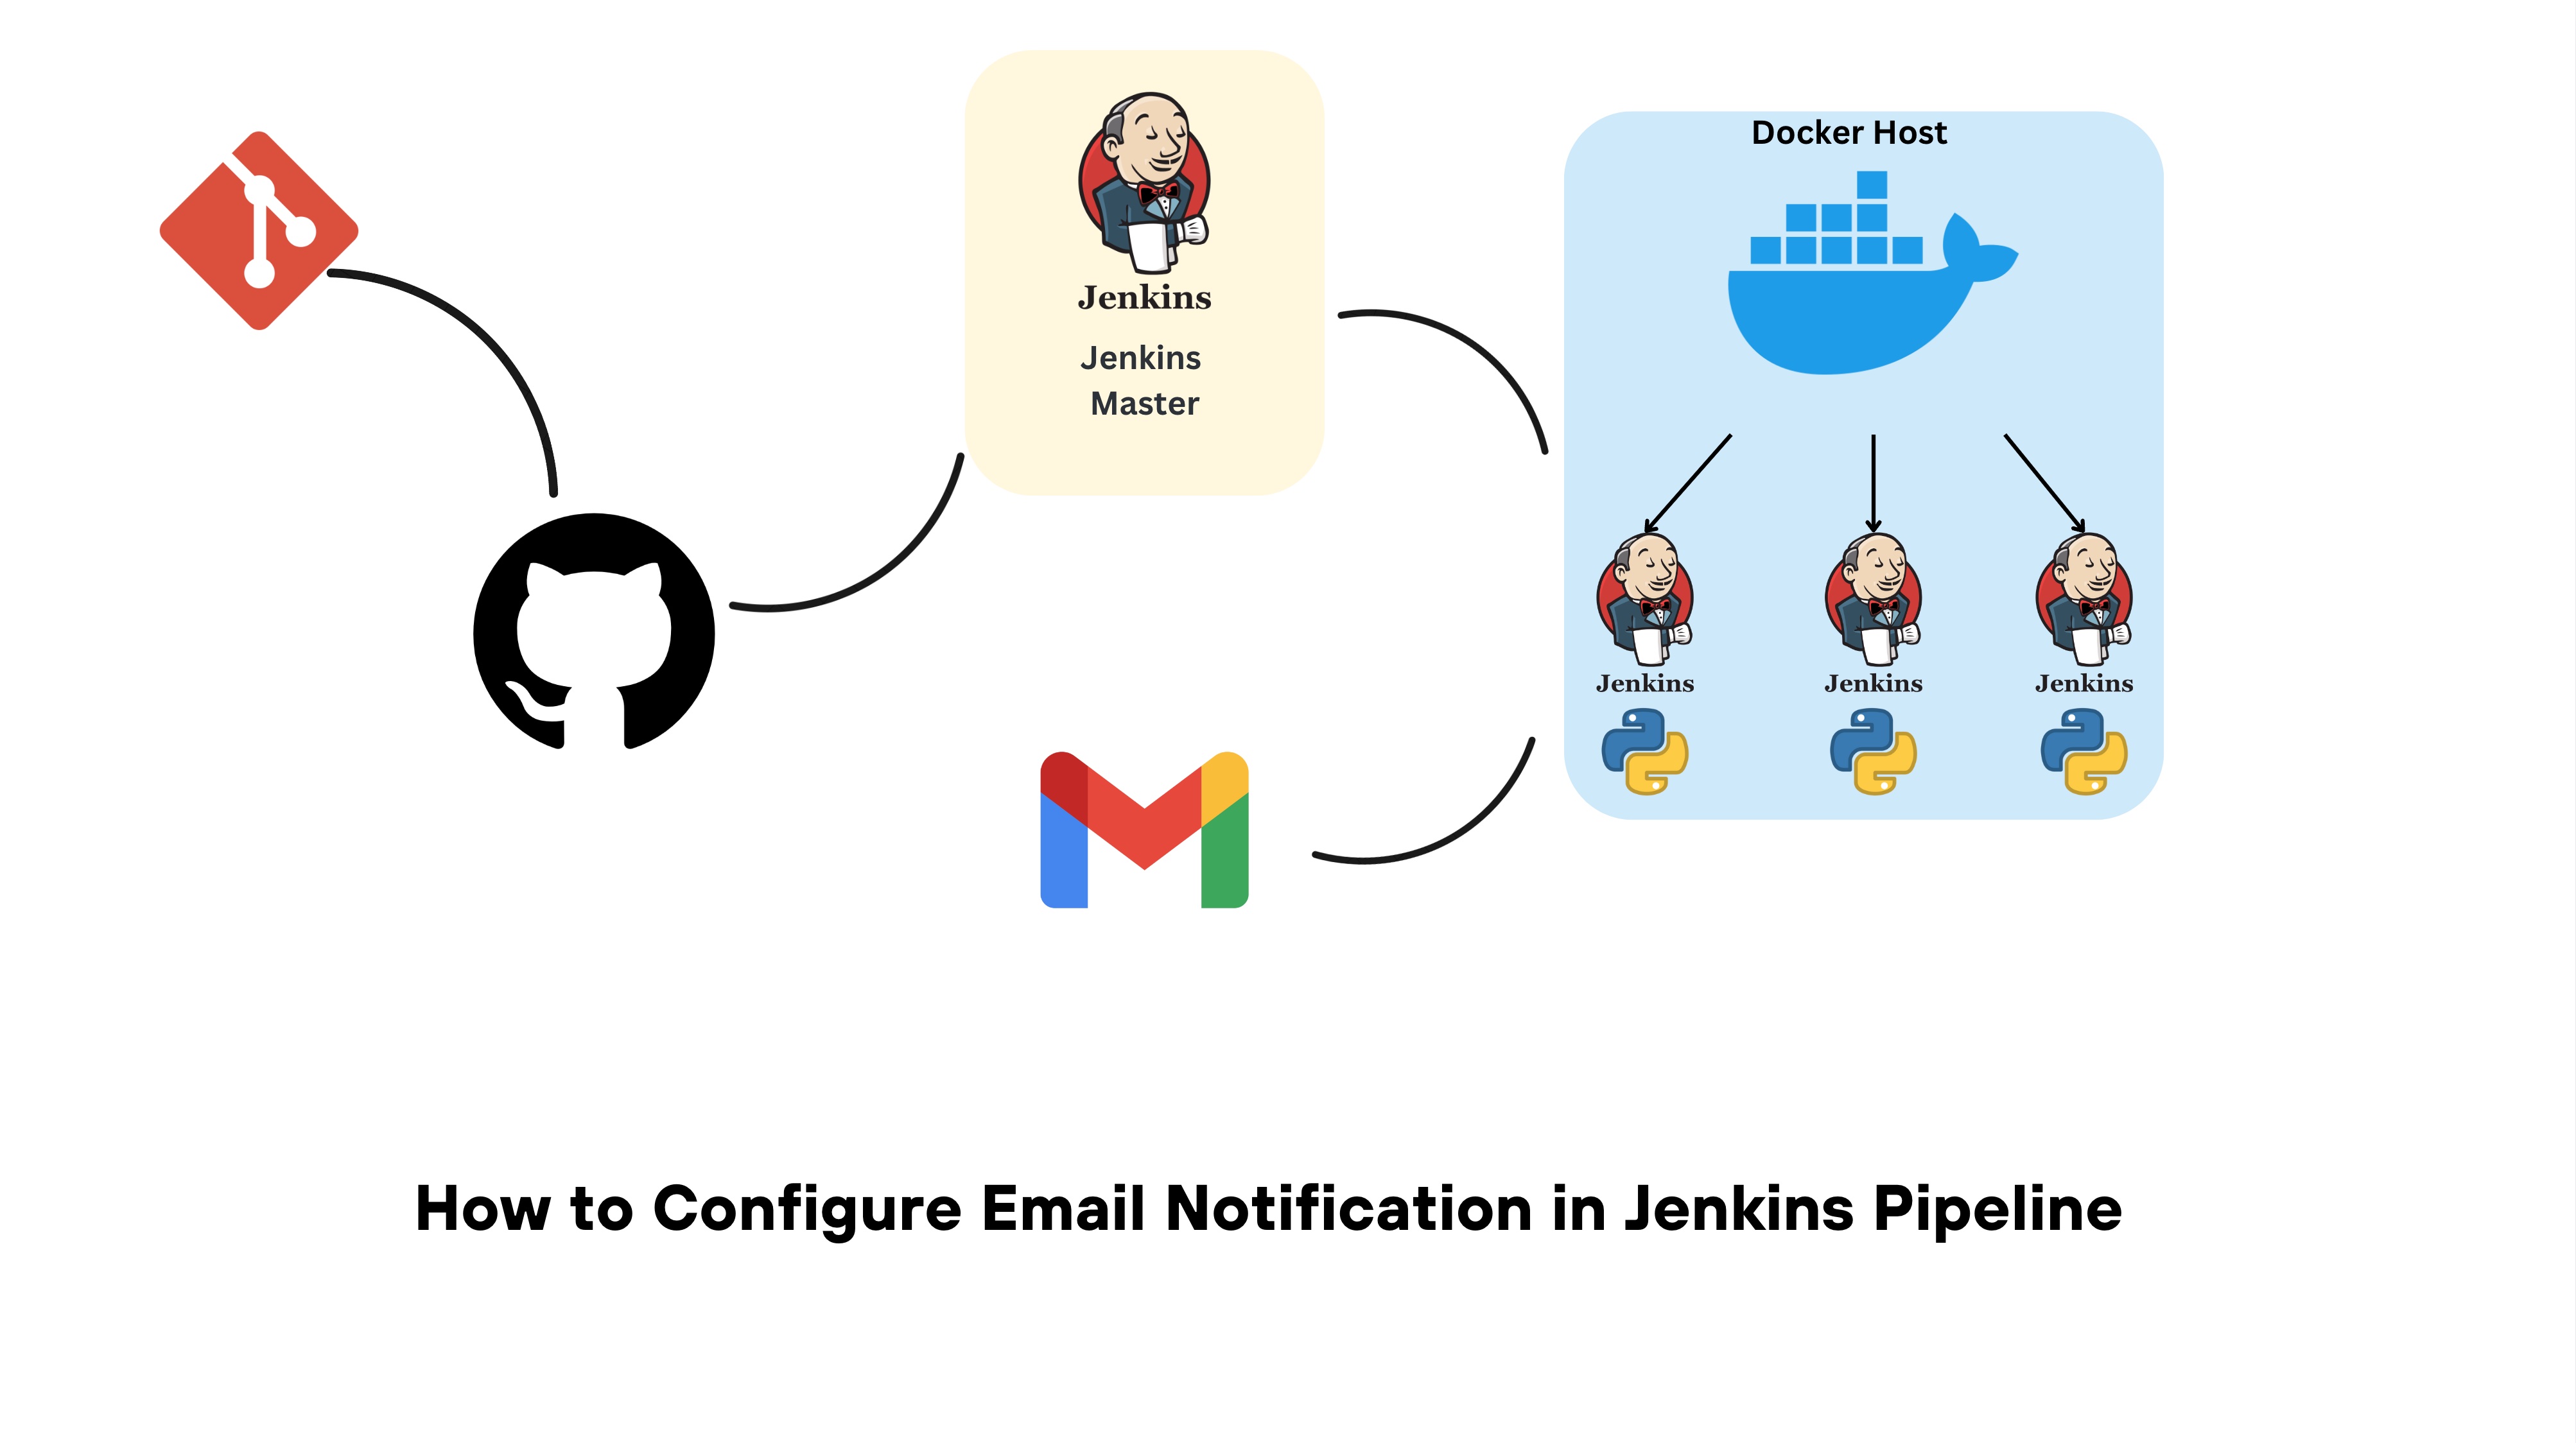 Jenkins
Jenkins
Master
Docker Host
Jenkins
Jenkins
Jenkins
How to Configure Email Notification in Jenkins Pipeline